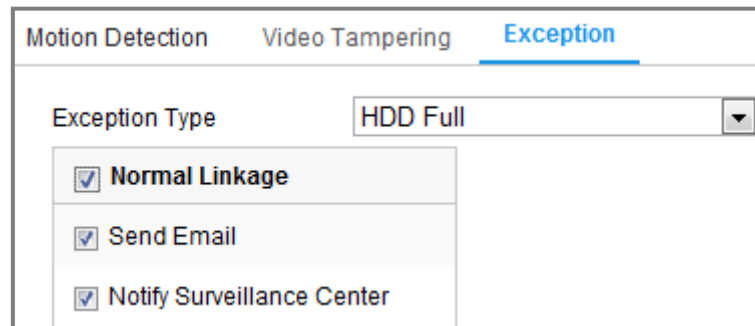 Motion Detection Video Tampering Exception
Exception Type HDD Full
Normal Linkage
Send Email
Notify Surveillance Center